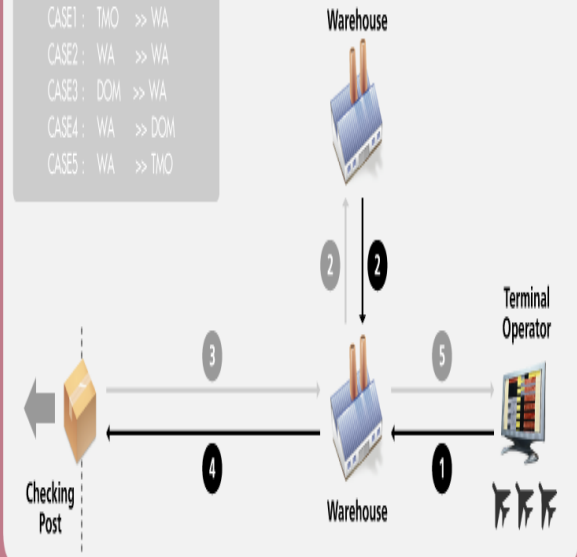 CASE1 : TMO >> WA
CASE2 : WA >> WA
CASE3 : DOM >> WA
CASE4 : WA >> DOM
CASE5 : WA >> TMO
Warehouse
2 2
Terminal
Operator
3 5
4 1
Checking
Post
Warehouse